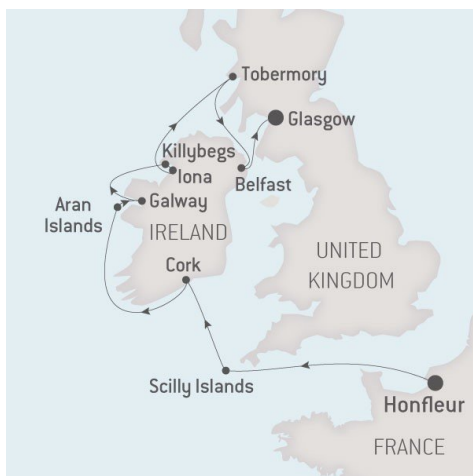 Tobermory
Glasgow
Killybegs
Iona
Belfast
Aran
Islands
Galway
IRELAND
UNITED
KINGDOM
Cork
Scilly Islands
Honfleur
FRANCE